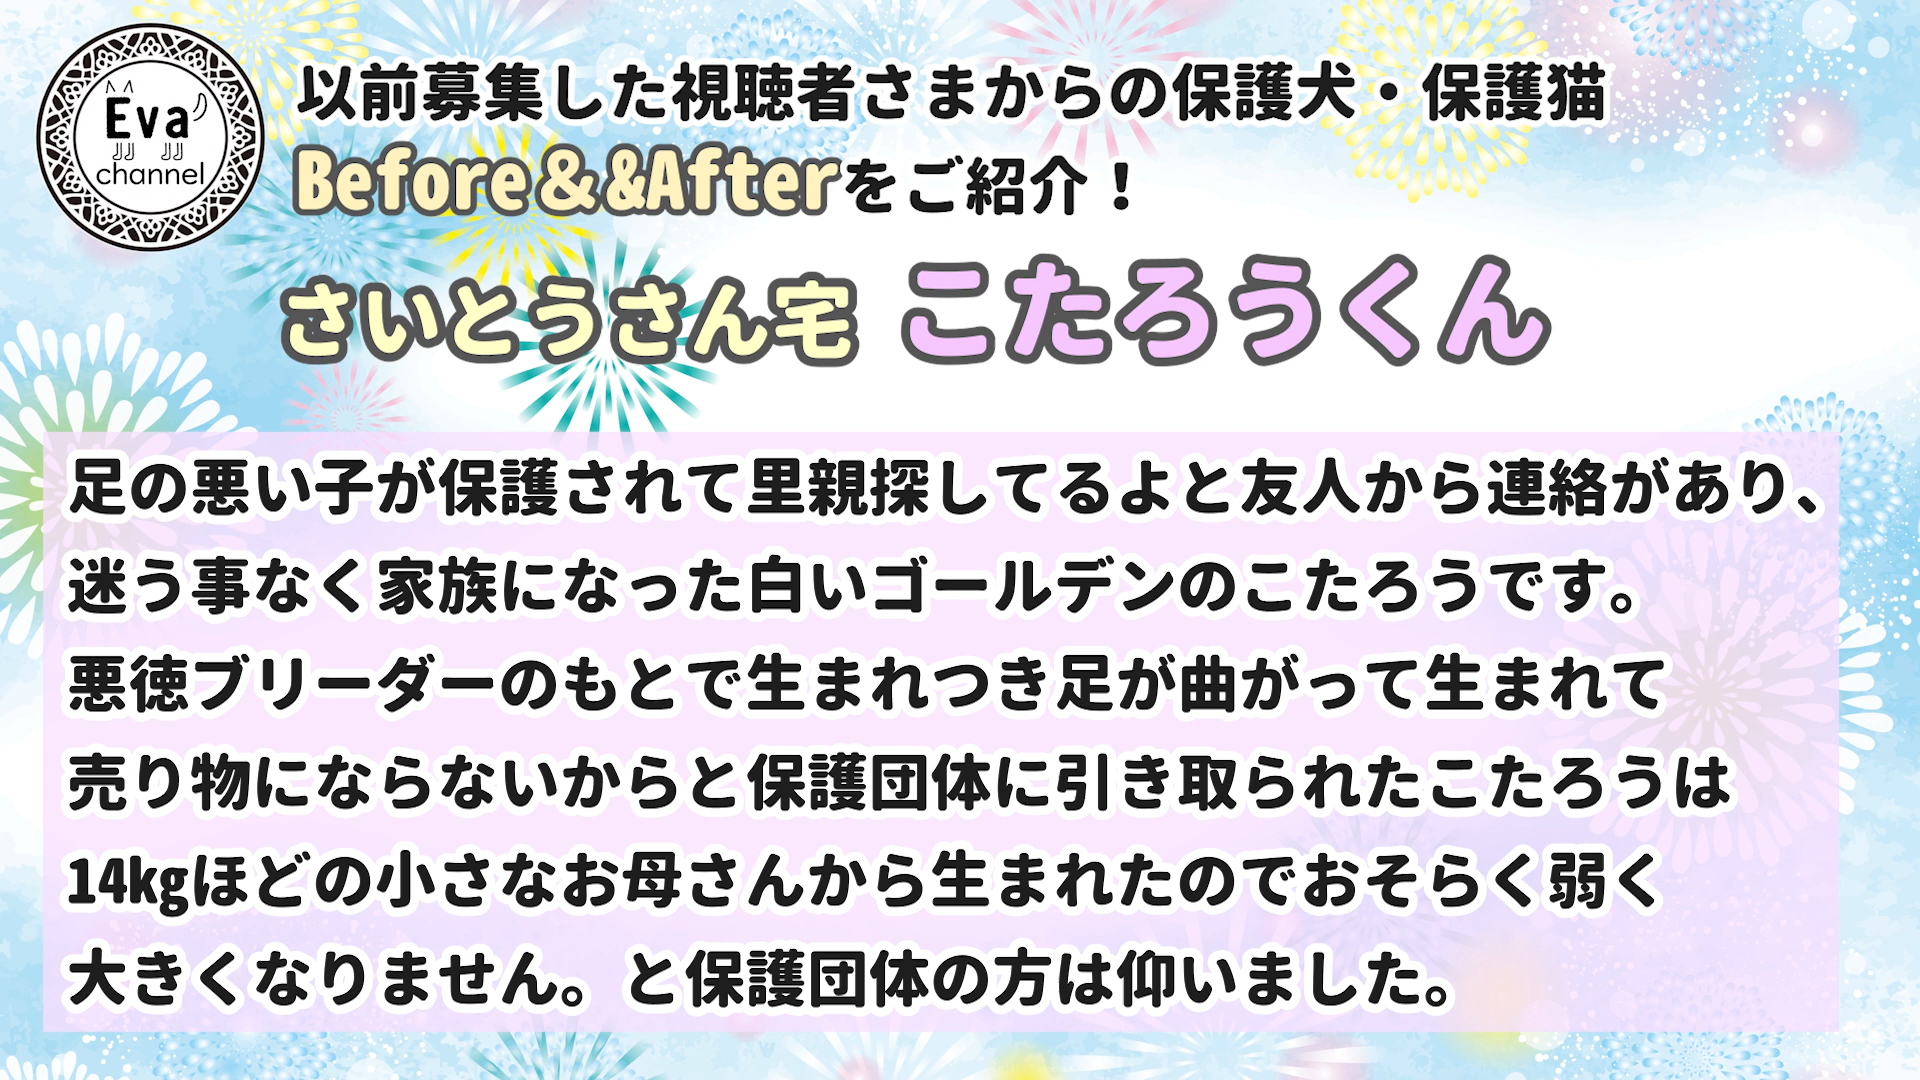 Eva
channel
以前募集した視聴者さまからの保護犬・保護猫
Before＆&Afterをご紹介！
さいとうさん宅 こたろうくん
足の悪い子が保護されて里親探してるよと友人から連絡があり、
迷う事なく家族になった白いゴールデンのこたろうです。
悪徳ブリーダーのもとで生まれつき足が曲がって生まれて
売り物にならないからと保護団体に引き取られたこたろうは
14kgほどの小さなお母さんから生まれたのでおそらく弱く
大きくなりません。と保護団体の方は仰いました。